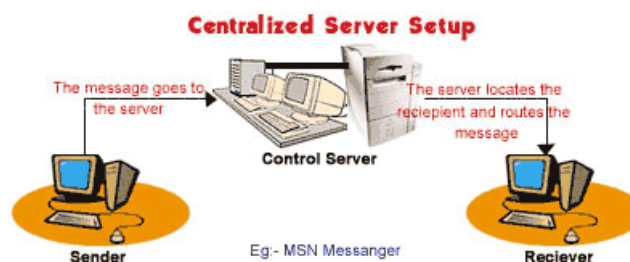 Centralized Server Setup
The message goes to
the server
The server locates the
reciepient and routes the
message
Control Server
Sender
Eg:- MSN Messanger
Reciever